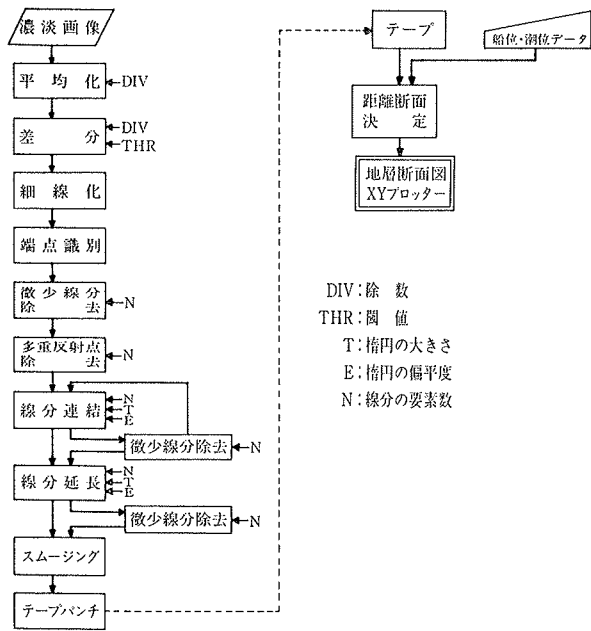 濃淡画像
平均化
DIV
差分
DIV
THR
細線化
端点識別
微少線分
除去
N
多重反射点
除去
N
線分連結
N
T
E
微少線分除去
N
線分延長
N
T
E
微少線分除去
N
スムージング
テープパンチ
テープ
船位・潮位データ
距離断面
決定
地層断面図
XYプロッター
DIV:除数
THR:閾値
T:楕円の大きさ
E:楕円の偏平度
N:線分の要素数